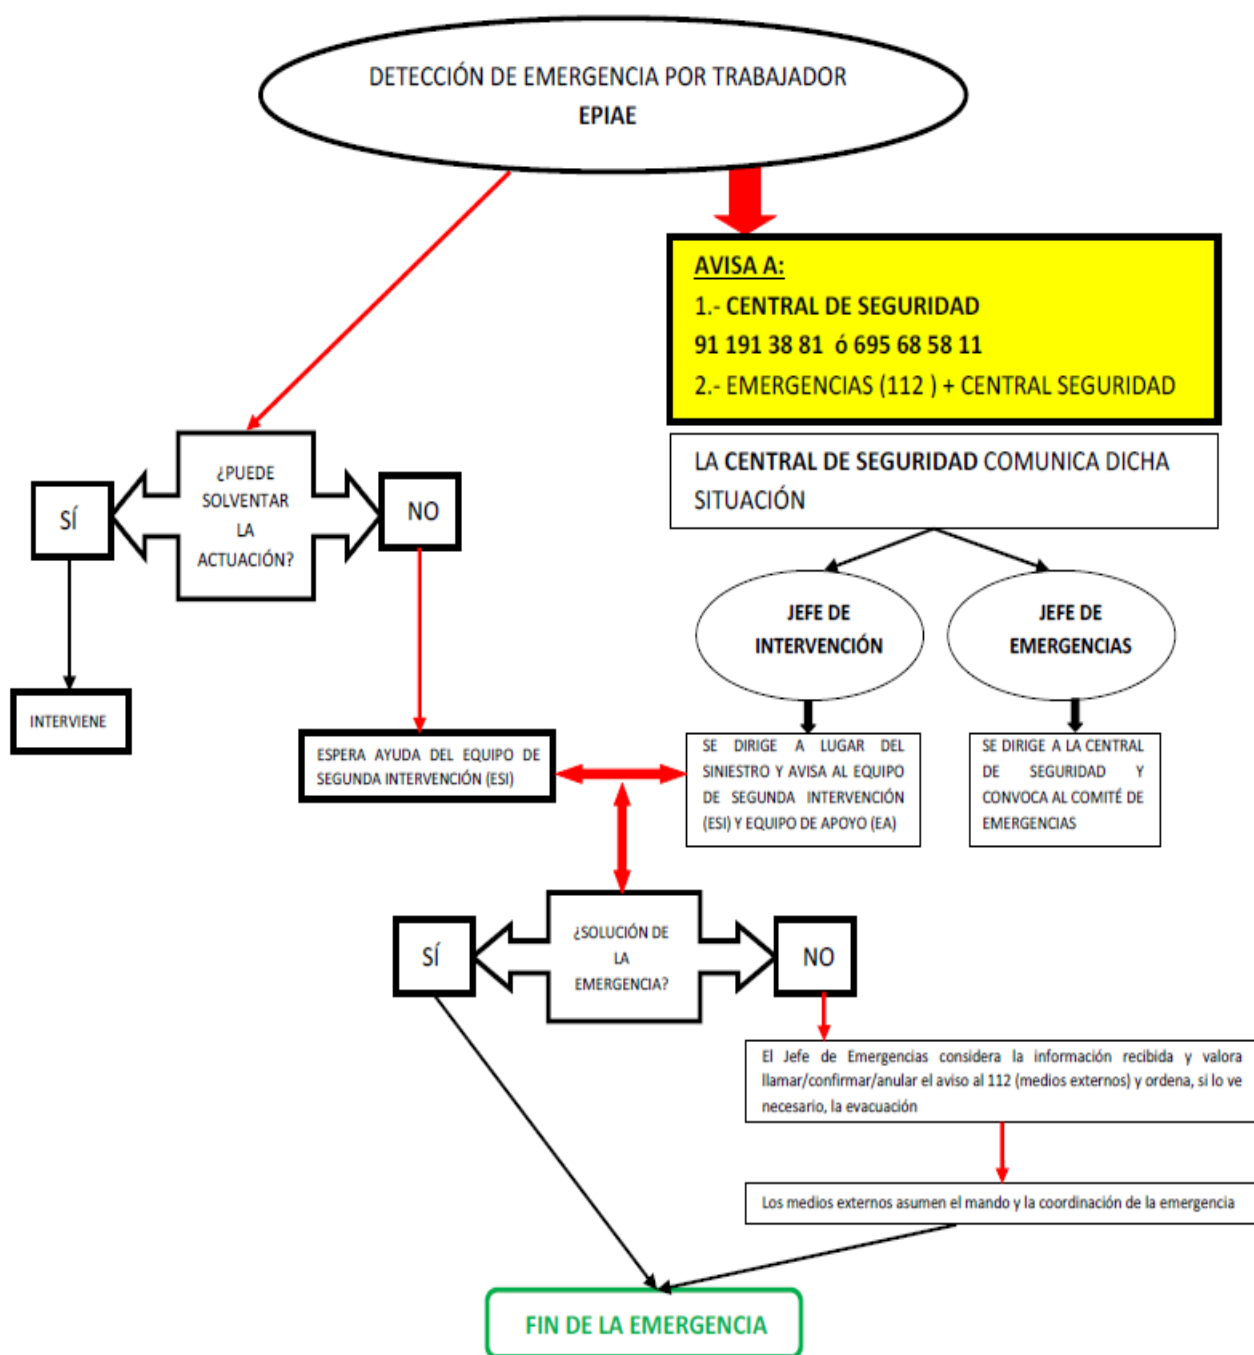 DETECCIÓN DE EMERGENCIA POR TRABAJADOR
EPIAE
AVISA A:
1.- CENTRAL DE SEGURIDAD
91 191 38 81 ó 695 68 58 11
2.- EMERGENCIAS (112 ) + CENTRAL SEGURIDAD
LA CENTRAL DE SEGURIDAD COMUNICA DICHA
SITUACIÓN
¿PUEDE
SOLVENTAR
LA
ACTUACIÓN?
SÍ
NO
JEFE DE
INTERVENCIÓN
JEFE DE
EMERGENCIAS
INTERVIENE
ESPERA AYUDA DEL EQUIPO DE
SEGUNDA INTERVENCIÓN (ESI)
SE DIRIGE A LUGAR DEL
SINIESTRO Y AVISA AL EQUIPO
DE SEGUNDA INTERVENCIÓN
(ESI) Y EQUIPO DE APOYO (EA)
SE DIRIGE A LA CENTRAL
DE SEGURIDAD Y
CONVOCA AL COMITÉ DE
EMERGENCIAS
¿SOLUCIÓN DE
LA
EMERGENCIA?
SÍ
NO
El Jefe de Emergencias considera la información recibida y valora
llamar/confirmar/anular el aviso al 112 (medios externos) y ordena, si lo ve
necesario, la evacuación
Los medios externos asumen el mando y la coordinación de la emergencia
FIN DE LA EMERGENCIA